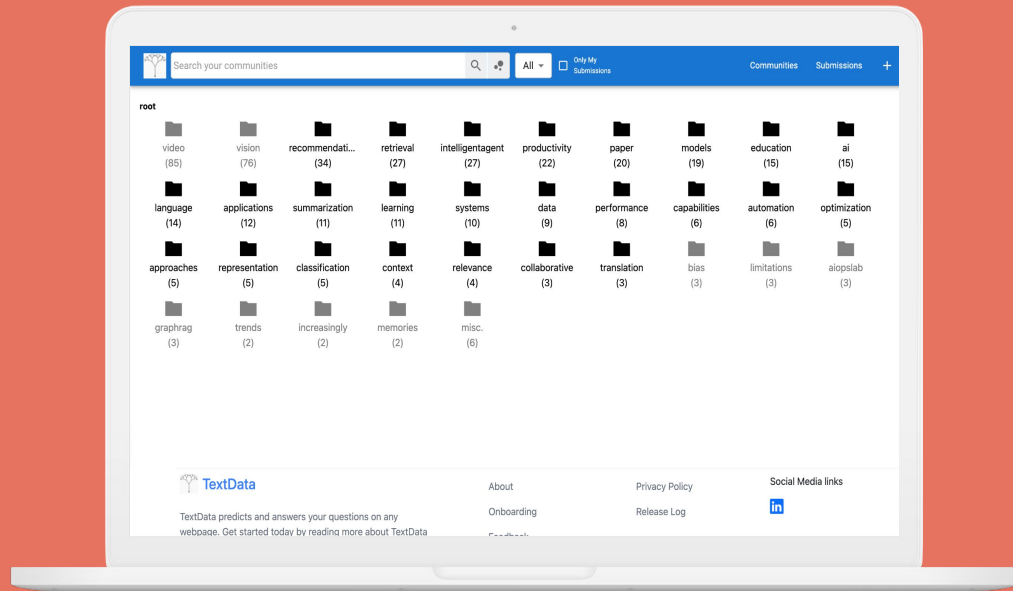 Search your communities
All
Only My
Submissions
Communities
Submissions
+
root
video vision recommendati... retrieval intelligentagent productivity paper models education ai
(85) (76) (34) (27) (27) (22) (20) (19) (15) (15)
language applications summarization learning systems data performance capabilities automation optimization
(14) (12) (11) (11) (10) (9) (8) (6) (6) (5)
approaches representation classification context relevance collaborative translation bias limitations aiopslab
(5) (5) (5) (4) (4) (3) (3) (3) (3) (3)
graphrag trends increasingly memories misc.
(3) (2) (2) (2) (6)
TextData
TextData predicts and answers your questions on any
webpage. Get started today by reading more about TextData
About
Onboarding
Feedback
Privacy Policy
Release Log
Social Media links
in